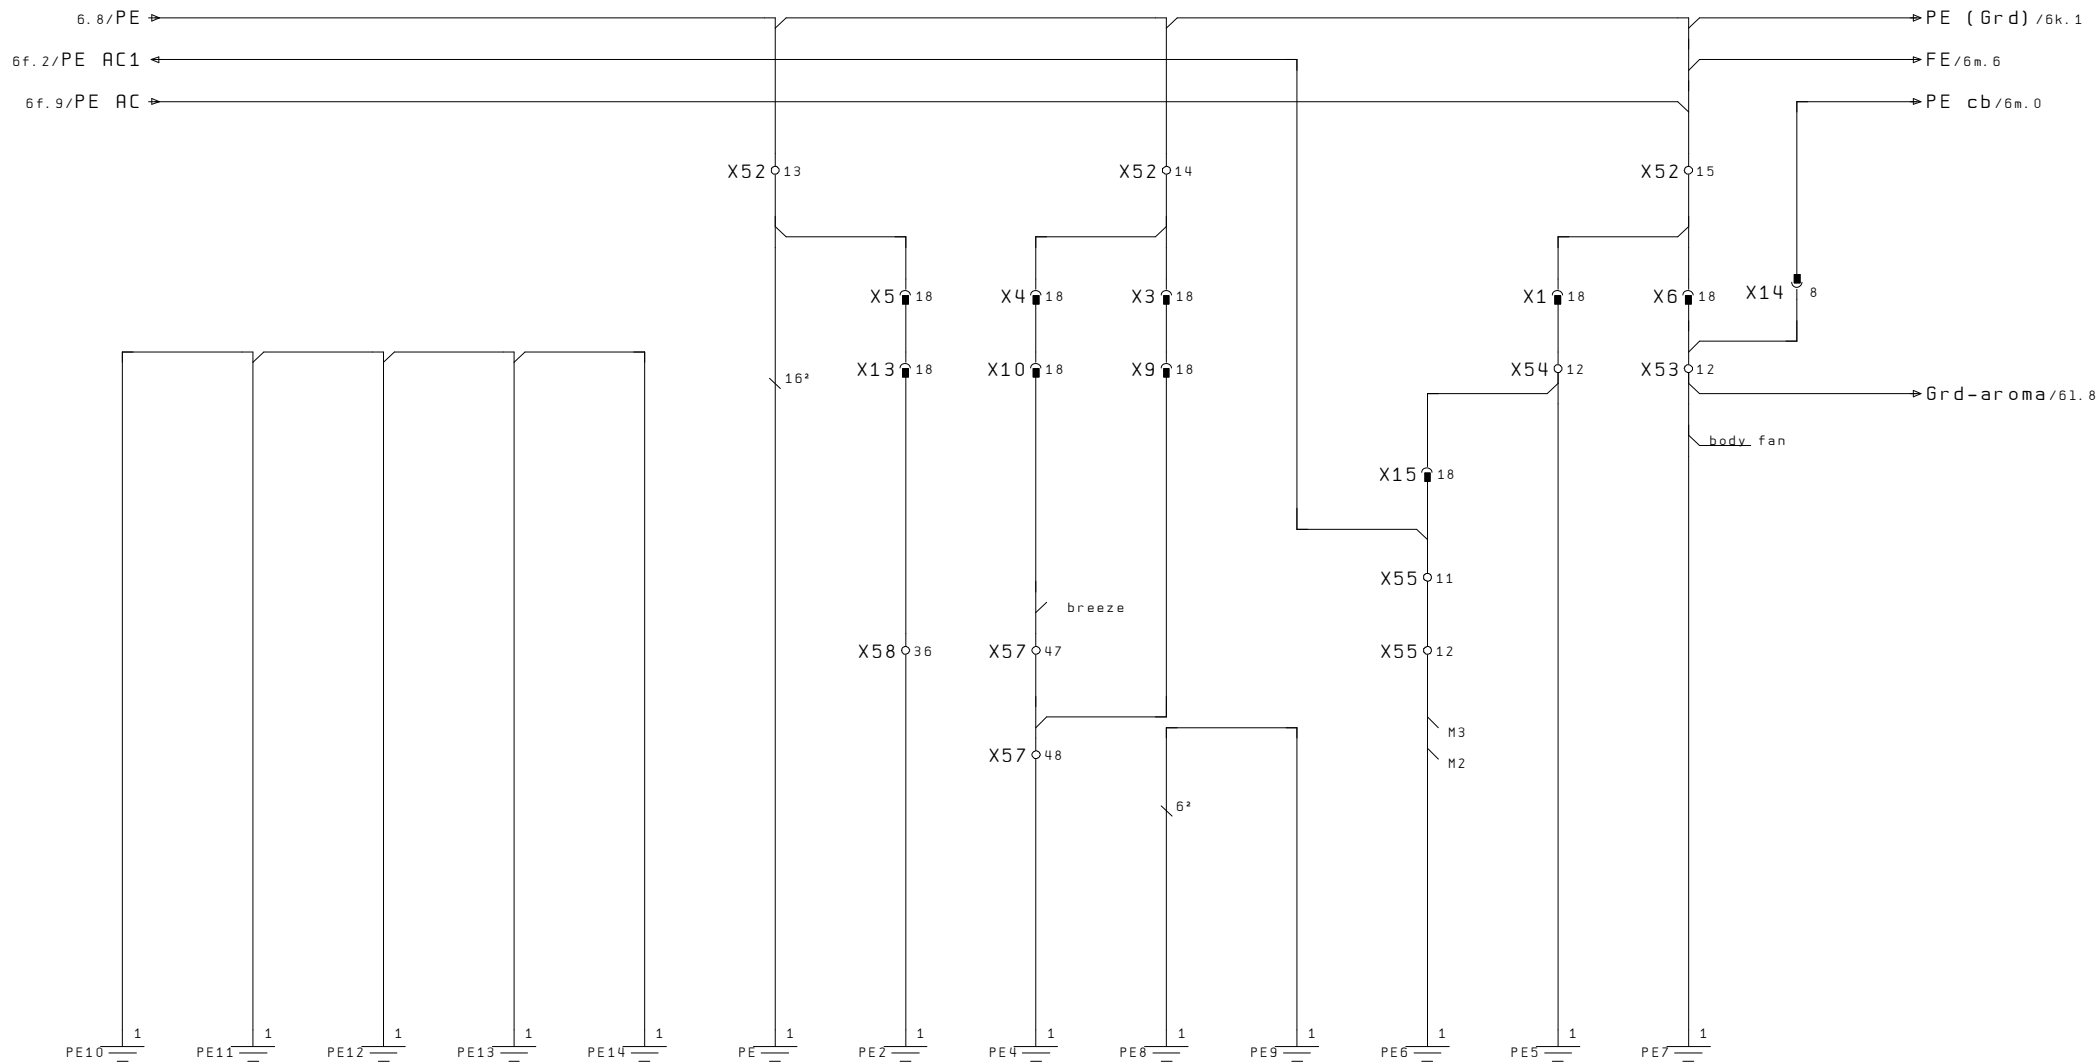 6.8/PE
PE (Grd)/6k.1
6f.2/PE AC1
FE/6m.6
6f.9/PE AC
PE cb/6m.0
X52 13
X52 14
X52 15
X5 18
X4 18
X3 18
X1 18
X6 18
X14 8
X13 18
X10 18
X9 18
X54 12
X53 12
16²
Grd-aroma/6l.8
body fan
X15 18
X55 11
breeze
X58 36
X57 47
X55 12
M3
X57 48
M2
6²
PE10 1
PE11 1
PE12 1
PE13 1
PE14 1
PE 1
PE2 1
PE4 1
PE8 1
PE9 1
PE6 1
PE5 1
PE7 1